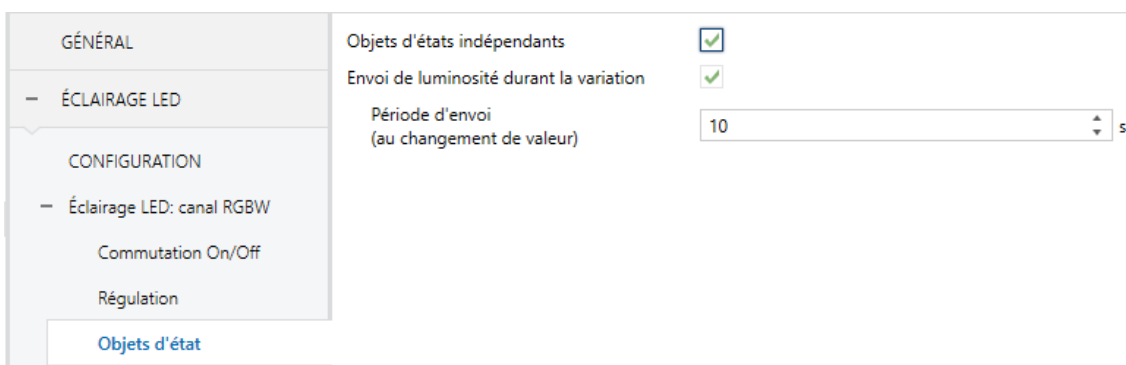 GÉNÉRAL
− ÉCLAIRAGE LED
CONFIGURATION
− Éclairage LED: canal RGBW
Commutation On/Off
Régulation
Objets d'état
Objets d'états indépendants
Envoi de luminosité durant la variation
Période d'envoi
(au changement de valeur)
10 s